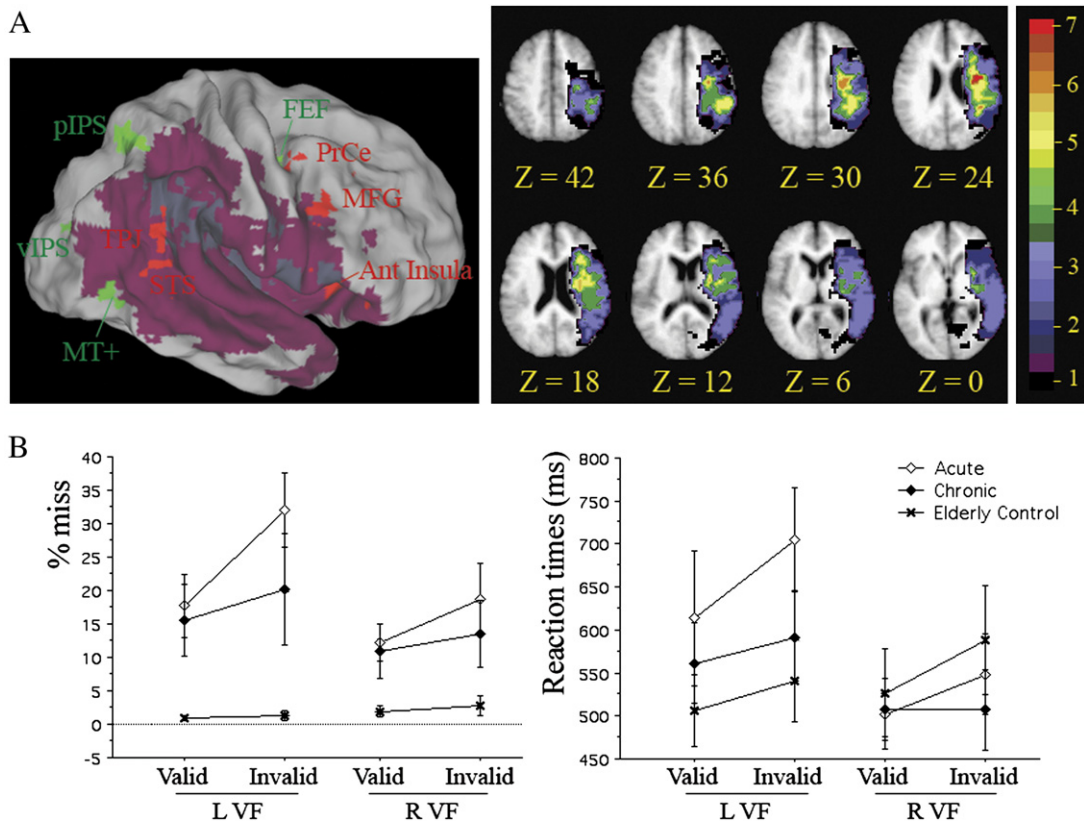 A
pIPS
FEF
PrCe
MFG
vIPS
TPJ
STS
Ant Insula
MT+
Z = 42
Z = 36
Z = 30
Z = 24
Z = 18
Z = 12
Z = 6
Z = 0
7
6
5
4
3
2
1
B
% miss
40
35
30
25
20
15
10
5
0
-5
Valid Invalid Valid Invalid
L VF R VF
Reaction times (ms)
800
750
700
650
600
550
500
450
Acute
Chronic
Elderly Control
Valid Invalid Valid Invalid
L VF R VF